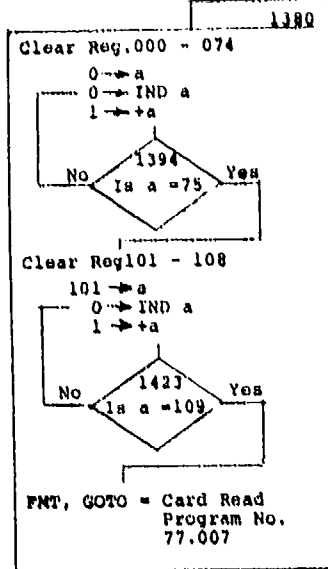 1380
Clear Reg.000 - 074
0 → a
0 → IND a
1 → +a
1394
No
Is a =75
Yes
Clear Reg101 - 108
101 → a
0 → IND a
1 → +a
1423
No
Is a =109
Yes
FMT, GOTO = Card Read
Program No.
77.007